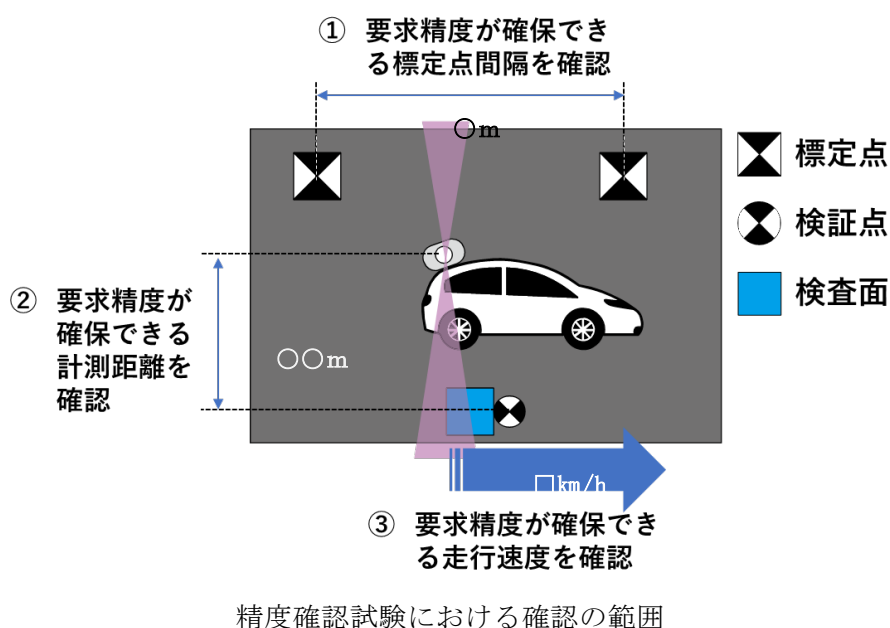 ① 要求精度が確保でき
る標定点間隔を確認
○m
標定点
検証点
検査面
② 要求精度が
確保できる
計測距離を
確認
○○m
□km/h
③ 要求精度が確保でき
る走行速度を確認
精度確認試験における確認の範囲